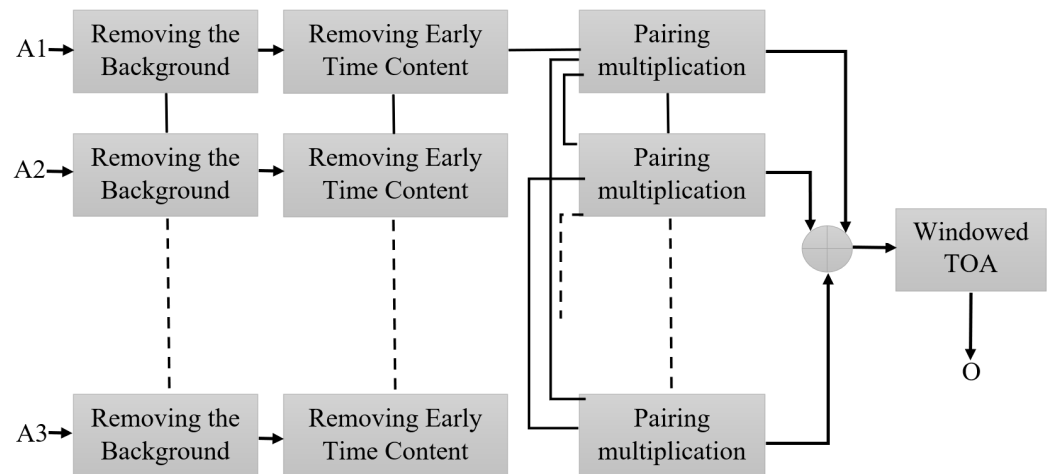 A1
Removing the
Background
Removing Early
Time Content
Pairing
multiplication
A2
Removing the
Background
Removing Early
Time Content
Pairing
multiplication
Windowed
TOA
O
A3
Removing the
Background
Removing Early
Time Content
Pairing
multiplication